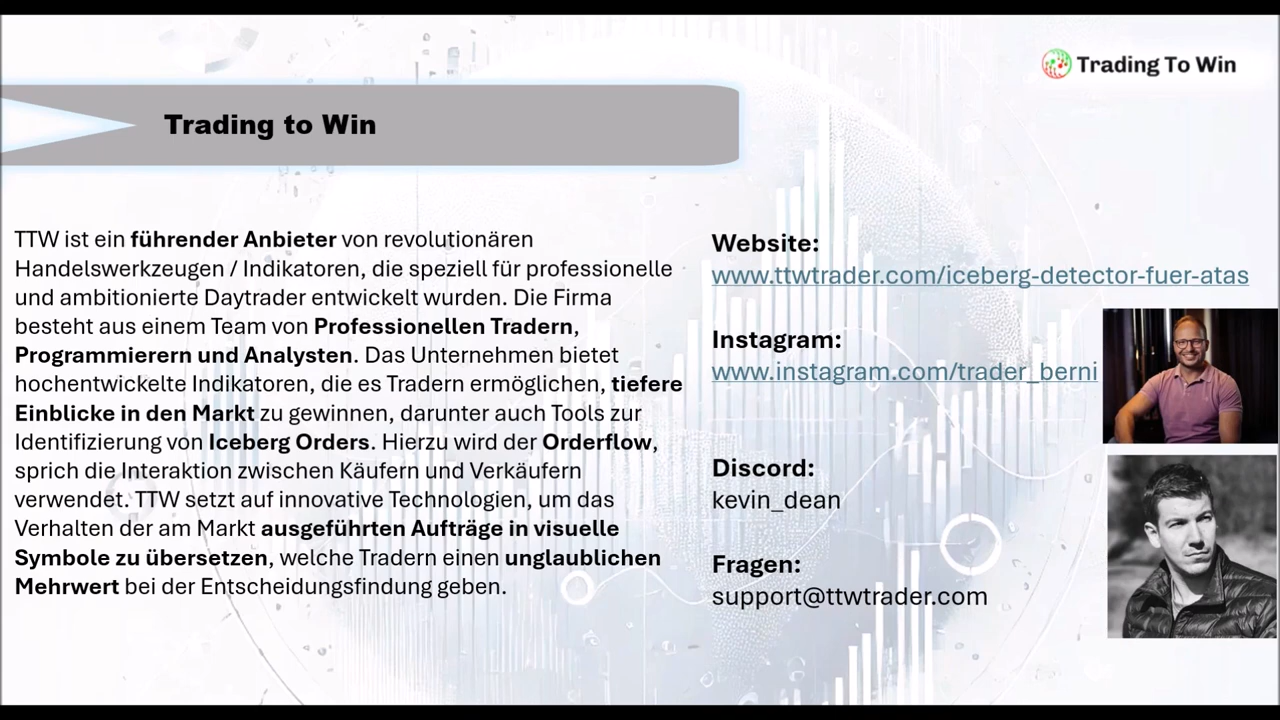 Trading To Win
Trading to Win
TTW ist ein führender Anbieter von revolutionären
Handelswerkzeugen / Indikatoren, die speziell für professionelle
und ambitionierte Daytrader entwickelt wurden. Die Firma
besteht aus einem Team von Professionellen Tradern,
Programmierern und Analysten. Das Unternehmen bietet
hochentwickelte Indikatoren, die es Tradern ermöglichen, tiefere
Einblicke in den Markt zu gewinnen, darunter auch Tools zur
Identifizierung von Iceberg Orders. Hierzu wird der Orderflow,
sprich die Interaktion zwischen Käufern und Verkäufern
verwendet. TTW setzt auf innovative Technologien, um das
Verhalten der am Markt ausgeführten Aufträge in visuelle
Symbole zu übersetzen, welche Tradern einen unglaublichen
Mehrwert bei der Entscheidungsfindung geben.
Website:
www.ttwtrader.com/iceberg-detector-fuer-atas
Instagram:
www.instagram.com/trader_berni
Discord:
kevin_dean
Fragen:
support@ttwtrader.com